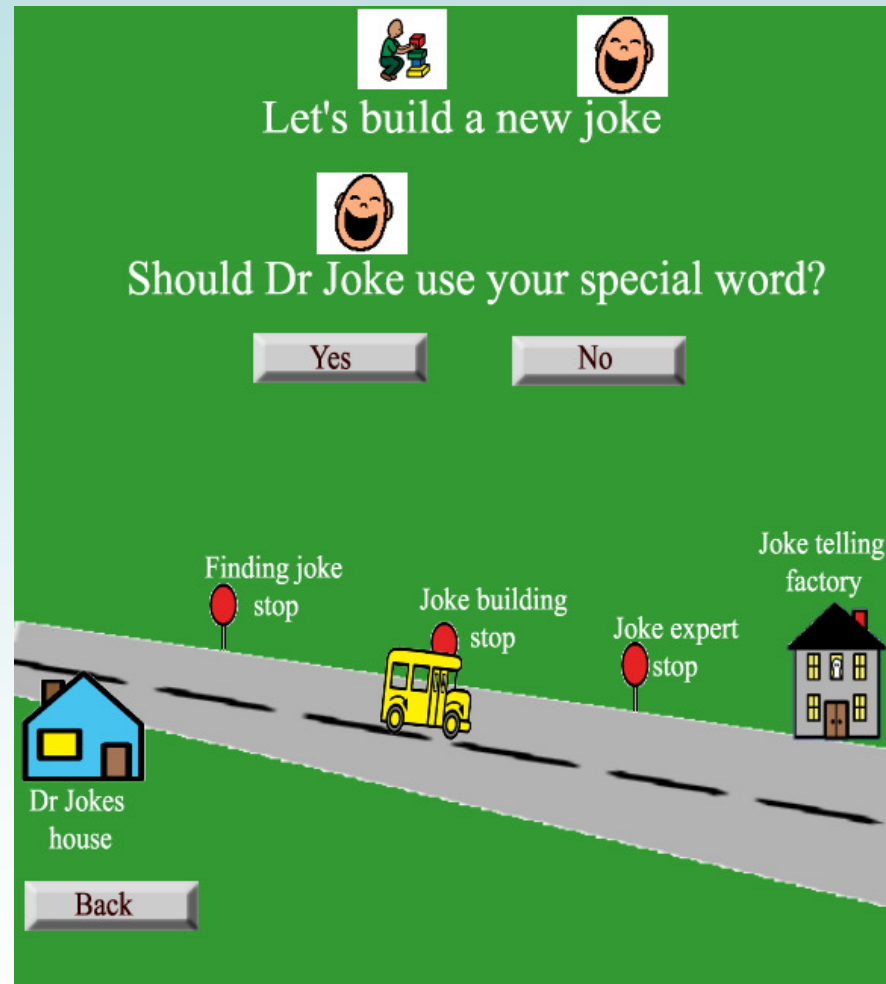 Let's build a new joke
Should Dr Joke use your special word?
Yes
No
Finding joke
stop
Joke building
stop
Joke expert
stop
Joke telling
factory
Dr Jokes
house
Back